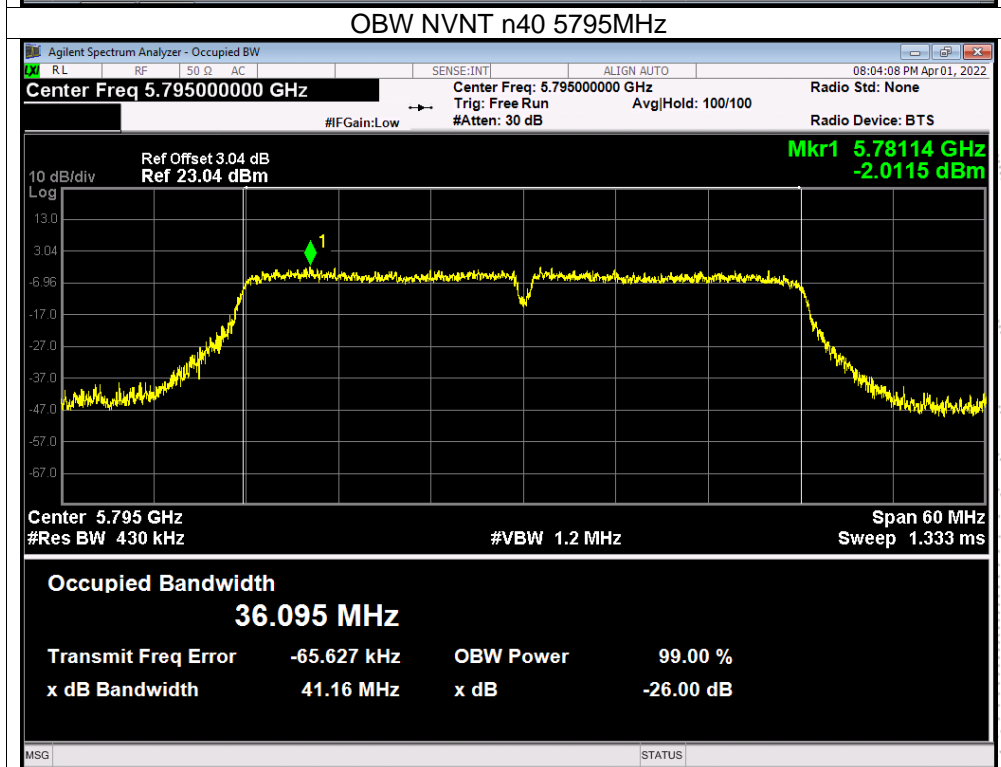 OBW NVNT n40 5795MHz
Agilent Spectrum Analyzer - Occupied BW
LXI RL RF 50 Ω AC SENSE:INT ALIGN AUTO 08:04:08 PM Apr 01, 2022
Center Freq 5.795000000 GHz Center Freq: 5.795000000 GHz Radio Std: None
Trig: Free Run Avg|Hold: 100/100
#IFGain:Low #Atten: 30 dB Radio Device: BTS
Mkr1 5.78114 GHz
-2.0115 dBm
Ref Offset 3.04 dB
10 dB/div Ref 23.04 dBm
Log
13.0
1
3.04
-6.96
-17.0
-27.0
-37.0
-47.0
-57.0
-67.0
Center 5.795 GHz Span 60 MHz
#Res BW 430 kHz #VBW 1.2 MHz Sweep 1.333 ms
Occupied Bandwidth
36.095 MHz
Transmit Freq Error -65.627 kHz OBW Power 99.00 %
x dB Bandwidth 41.16 MHz x dB -26.00 dB
MSG STATUS